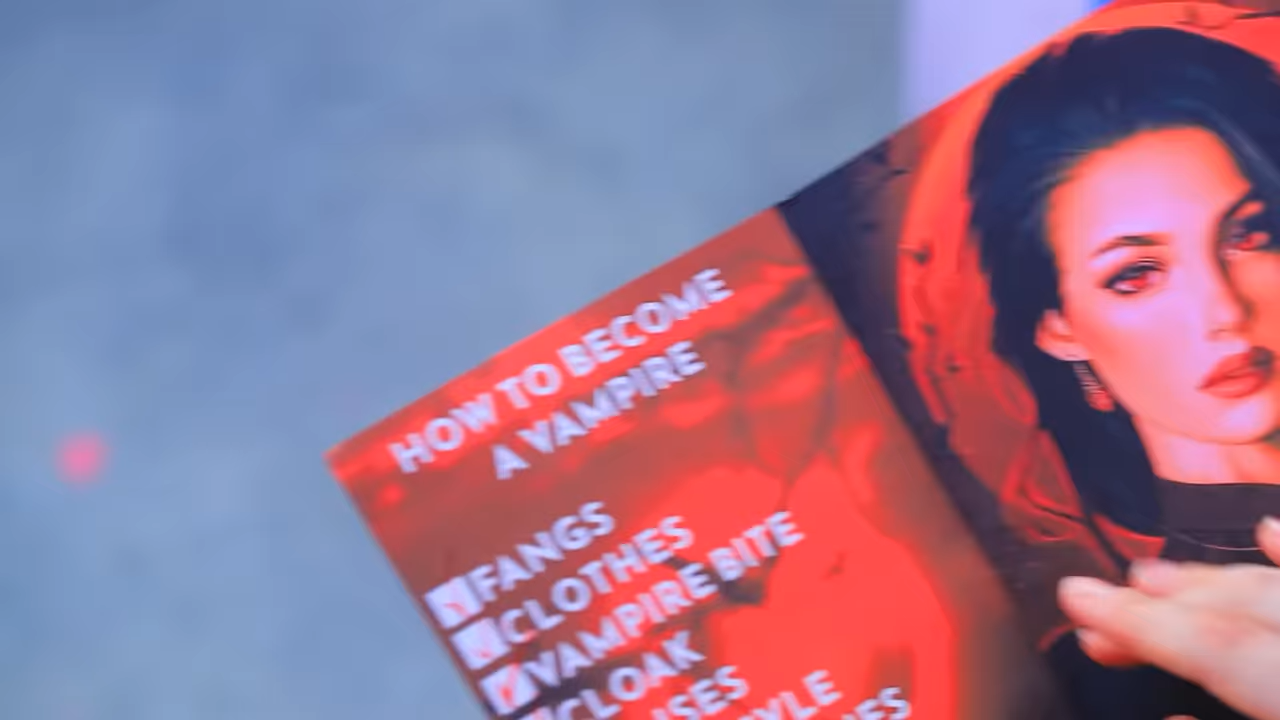 HOW TO BECOME
A VAMPIRE
FANGS
CLOTHES
VAMPIRE BITE
CLOAK